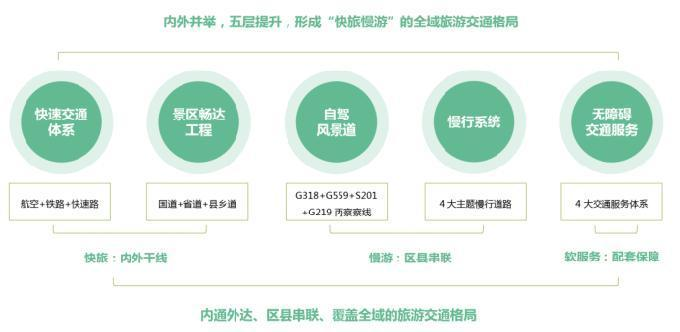 内外并举，五层提升，形成“快旅慢游”的全域旅游交通格局
快速交通
体系
景区畅达
工程
自驾
风景道
慢行系统
无障碍
交通服务
航空+铁路+快速路
国道+省道+县乡道
G318+G559+S201
+G219 丙察察线
4大主题慢行道路
4 大交通服务体系
快旅：内外干线
慢游：区县串联
软服务：配套保障
内通外达、区县串联、覆盖全域的旅游交通格局